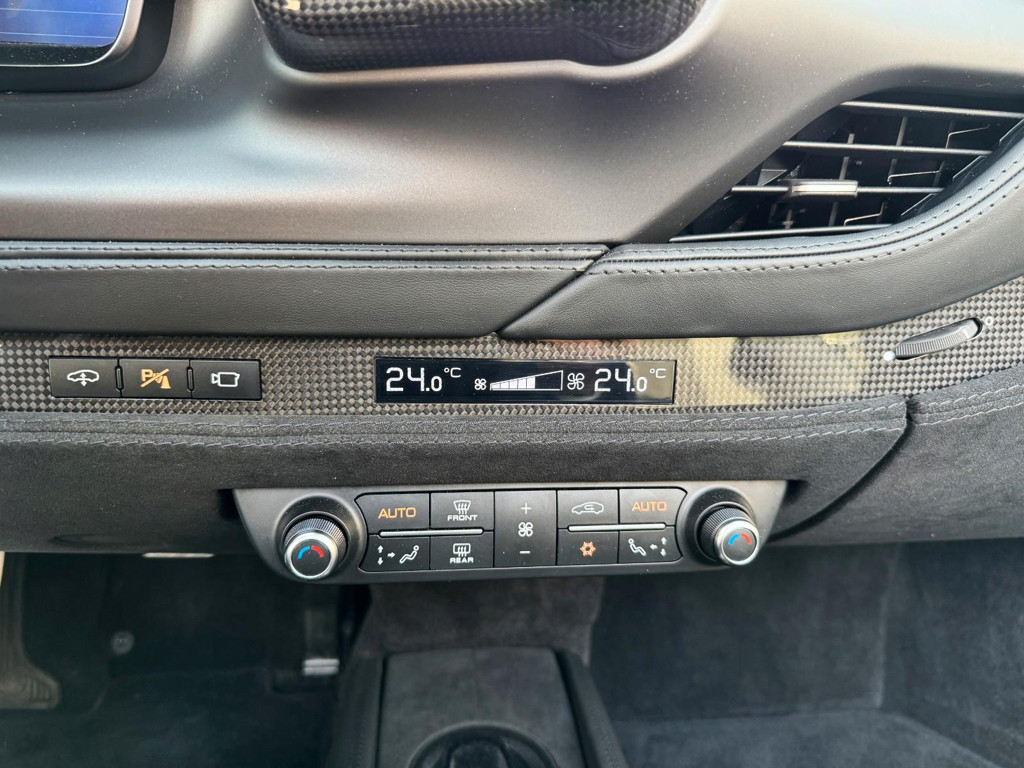 P
24.0°C 24.0°C
AUTO FRONT + AUTO
REAR -